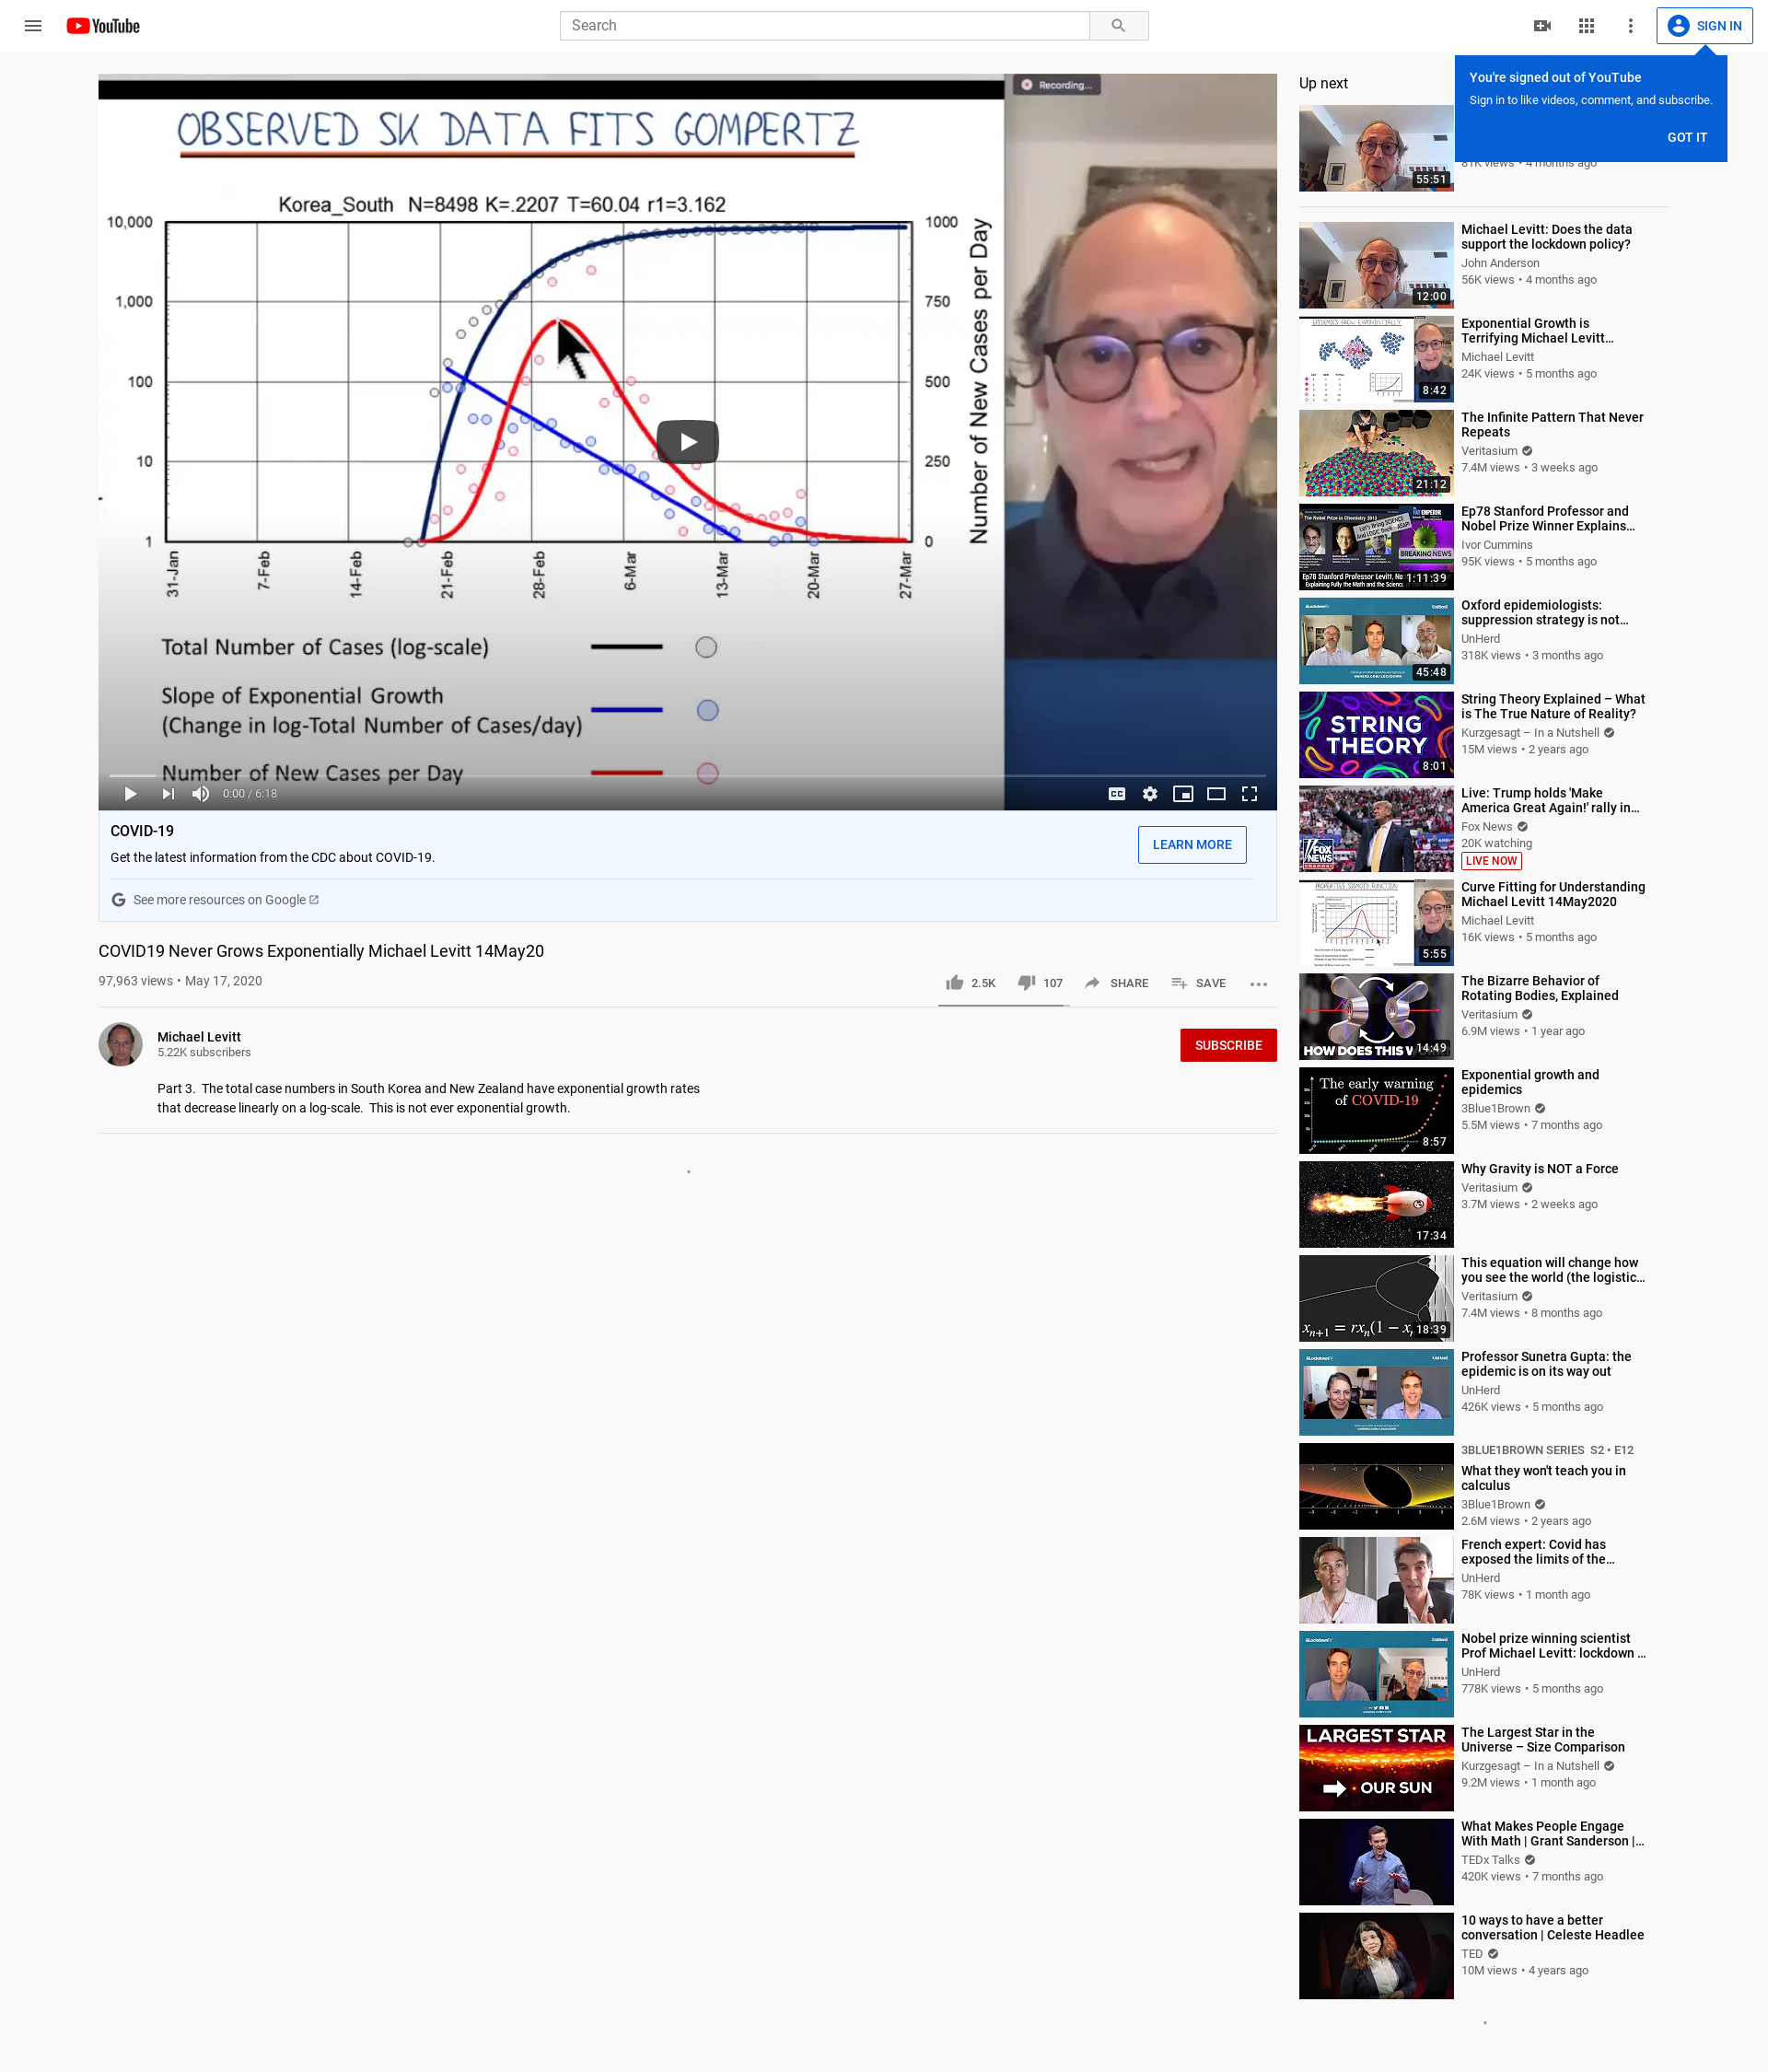 YouTube
Search
SIGN IN
You're signed out of YouTube
Sign in to like videos, comment, and subscribe.
GOT IT
Recording...
OBSERVED SK DATA FITS GOMPERTZ
Korea_South N=8498 K=.2207 T=60.04 r1=3.162
10,000
1,000
100
10
1
1000
750
500
250
0
Number of New Cases per Day
31-Jan
7-Feb
14-Feb
21-Feb
28-Feb
6-Mar
13-Mar
20-Mar
27-Mar
Total Number of Cases (log-scale)
Slope of Exponential Growth
(Change in log-Total Number of Cases/day)
Number of New Cases per Day
0:00 / 6:18
CC
COVID-19
Get the latest information from the CDC about COVID-19.
LEARN MORE
See more resources on Google
COVID19 Never Grows Exponentially Michael Levitt 14May20
97,963 views • May 17, 2020
2.5K
107
SHARE
SAVE
Michael Levitt
5.22K subscribers
SUBSCRIBE
Part 3. The total case numbers in South Korea and New Zealand have exponential growth rates
that decrease linearly on a log-scale. This is not ever exponential growth.
Up next
55:51
81K views • 4 months ago
12:00
Michael Levitt: Does the data
support the lockdown policy?
John Anderson
56K views • 4 months ago
EPIDEMICS GROW EXPONENTIALLY
8:42
Exponential Growth is
Terrifying Michael Levitt…
Michael Levitt
24K views • 5 months ago
21:12
The Infinite Pattern That Never
Repeats
Veritasium
7.4M views • 3 weeks ago
BREAKING NEWS
1:11:39
Ep78 Stanford Professor and
Nobel Prize Winner Explains…
Ivor Cummins
95K views • 5 months ago
UnHerd
45:48
Oxford epidemiologists:
suppression strategy is not…
UnHerd
318K views • 3 months ago
STRING
THEORY
8:01
String Theory Explained – What
is The True Nature of Reality?
Kurzgesagt – In a Nutshell
15M views • 2 years ago
FOX
NEWS
Live: Trump holds 'Make
America Great Again!' rally in…
Fox News
20K watching
LIVE NOW
PROPERTIES SIGMOID FUNCTION
5:55
Curve Fitting for Understanding
Michael Levitt 14May2020
Michael Levitt
16K views • 5 months ago
HOW DOES THIS
14:49
The Bizarre Behavior of
Rotating Bodies, Explained
Veritasium
6.9M views • 1 year ago
The early warning
of COVID-19
8:57
Exponential growth and
epidemics
3Blue1Brown
5.5M views • 7 months ago
17:34
Why Gravity is NOT a Force
Veritasium
3.7M views • 2 weeks ago
18:39
This equation will change how
you see the world (the logistic…
Veritasium
7.4M views • 8 months ago
Professor Sunetra Gupta: the
epidemic is on its way out
UnHerd
426K views • 5 months ago
3BLUE1BROWN SERIES S2 • E12
What they won't teach you in
calculus
3Blue1Brown
2.6M views • 2 years ago
French expert: Covid has
exposed the limits of the…
UnHerd
78K views • 1 month ago
Nobel prize winning scientist
Prof Michael Levitt: lockdown …
UnHerd
778K views • 5 months ago
LARGEST STAR
OUR SUN
The Largest Star in the
Universe – Size Comparison
Kurzgesagt – In a Nutshell
9.2M views • 1 month ago
What Makes People Engage
With Math | Grant Sanderson |…
TEDx Talks
420K views • 7 months ago
10 ways to have a better
conversation | Celeste Headlee
TED
10M views • 4 years ago